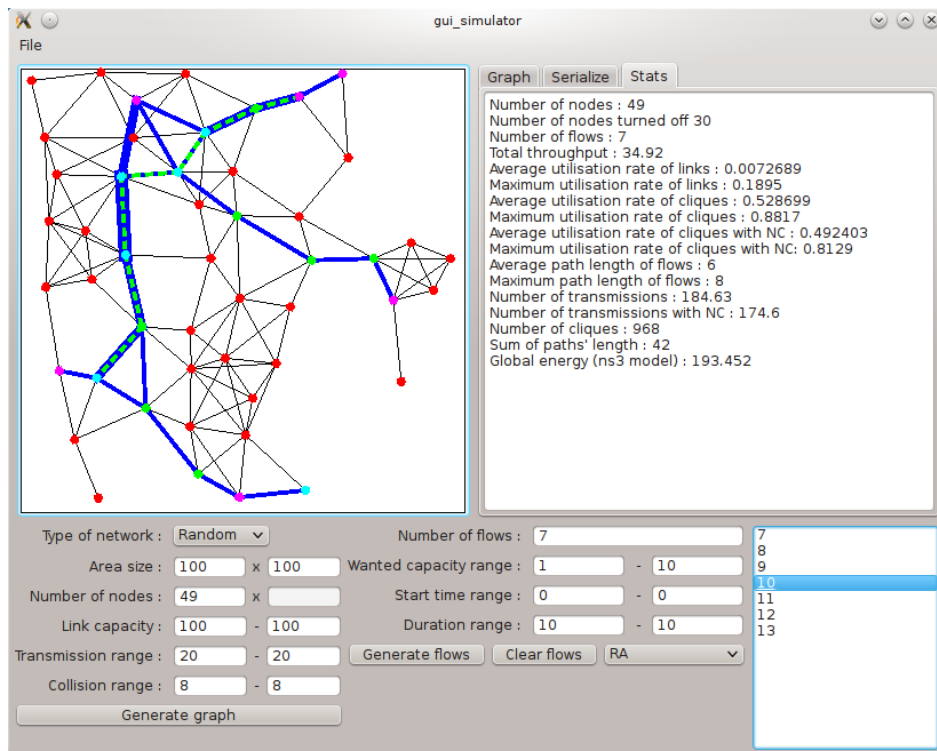 gui_simulator
File
Graph Serialize Stats
Number of nodes : 49
Number of nodes turned off 30
Number of flows : 7
Total throughput : 34.92
Average utilisation rate of links : 0.0072689
Maximum utilisation rate of links : 0.1895
Average utilisation rate of cliques : 0.528699
Maximum utilisation rate of cliques : 0.8817
Average utilisation rate of cliques with NC : 0.492403
Maximum utilisation rate of cliques with NC: 0.8129
Average path length of flows : 6
Maximum path length of flows : 8
Number of transmissions : 184.63
Number of transmissions with NC : 174.6
Number of cliques : 968
Sum of paths' length : 42
Global energy (ns3 model) : 193.452
Type of network : Random
Area size : 100 x 100
Number of nodes : 49 x
Link capacity : 100 - 100
Transmission range : 20 - 20
Collision range : 8 - 8
Generate graph
Number of flows : 7
Wanted capacity range : 1 - 10
Start time range : 0 - 0
Duration range : 10 - 10
Generate flows Clear flows RA
7
8
9
10
11
12
13